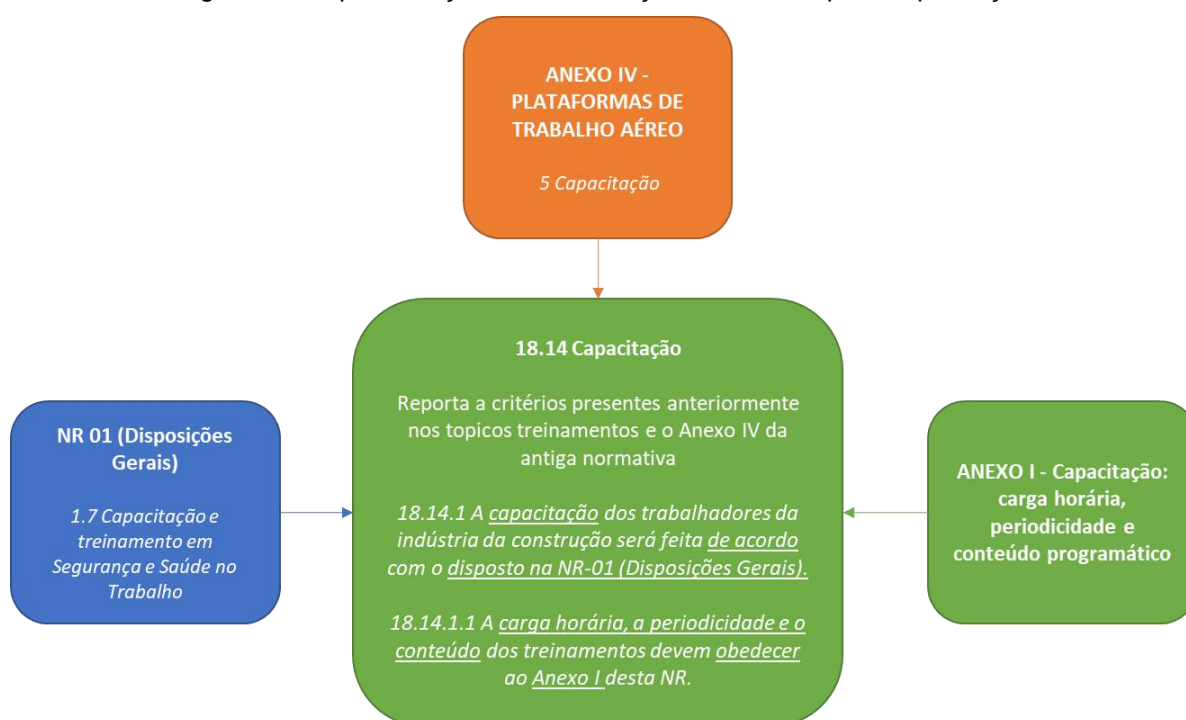 ANEXO IV -
PLATAFORMAS DE
TRABALHO AÉREO
5 Capacitação
18.14 Capacitação
Reporta a critérios presentes anteriormente
nos topicos treinamentos e o Anexo IV da
antiga normativa
18.14.1 A capacitação dos trabalhadores da
indústria da construção será feita de acordo
com o disposto na NR-01 (Disposições Gerais).
18.14.1.1 A carga horária, a periodicidade e o
conteúdo dos treinamentos devem obedecer
ao Anexo I desta NR.
NR 01 (Disposições
Gerais)
1.7 Capacitação e
treinamento em
Segurança e Saúde no
Trabalho
ANEXO I - Capacitação:
carga horária,
periodicidade e
conteúdo programático